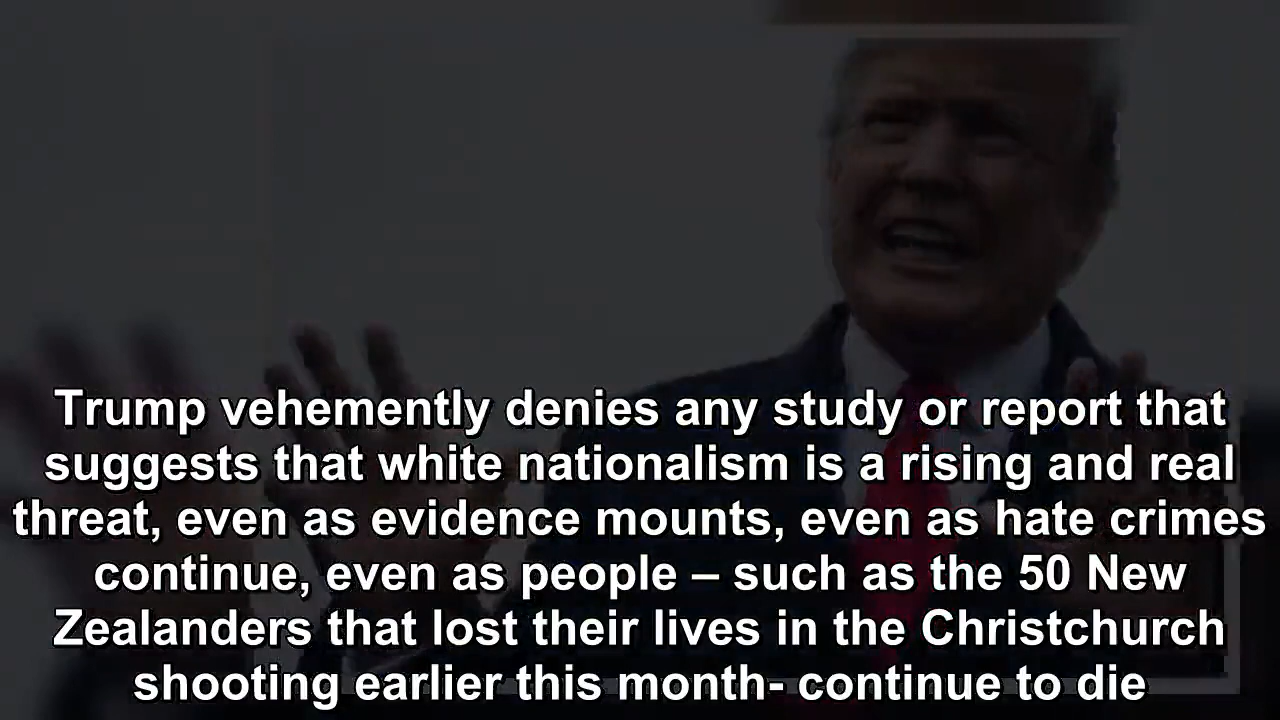 Trump vehemently denies any study or report that
suggests that white nationalism is a rising and real
threat, even as evidence mounts, even as hate crimes
continue, even as people – such as the 50 New
Zealanders that lost their lives in the Christchurch
shooting earlier this month- continue to die